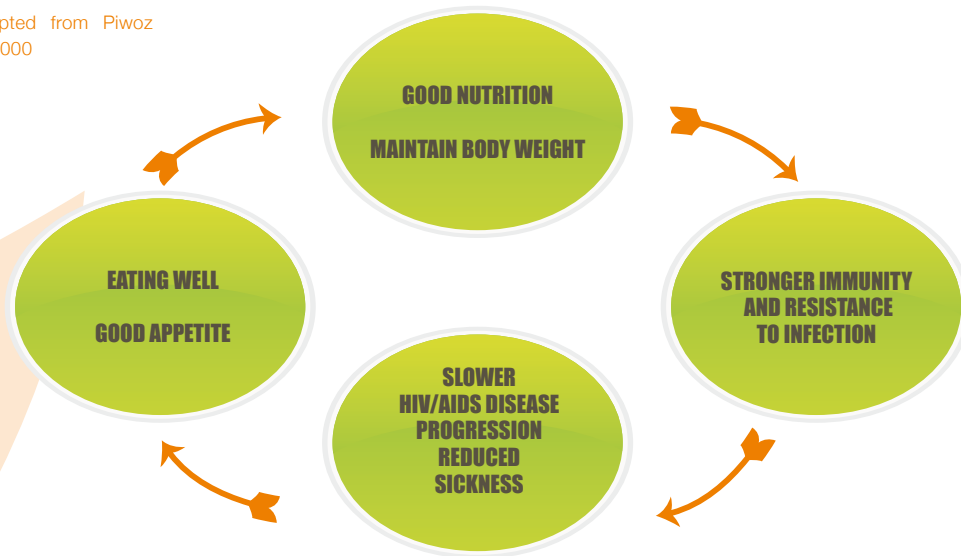 pted from Piwoz
000
GOOD NUTRITION
MAINTAIN BODY WEIGHT
EATING WELL
GOOD APPETITE
STRONGER IMMUNITY
AND RESISTANCE
TO INFECTION
SLOWER
HIV/AIDS DISEASE
PROGRESSION
REDUCED
SICKNESS